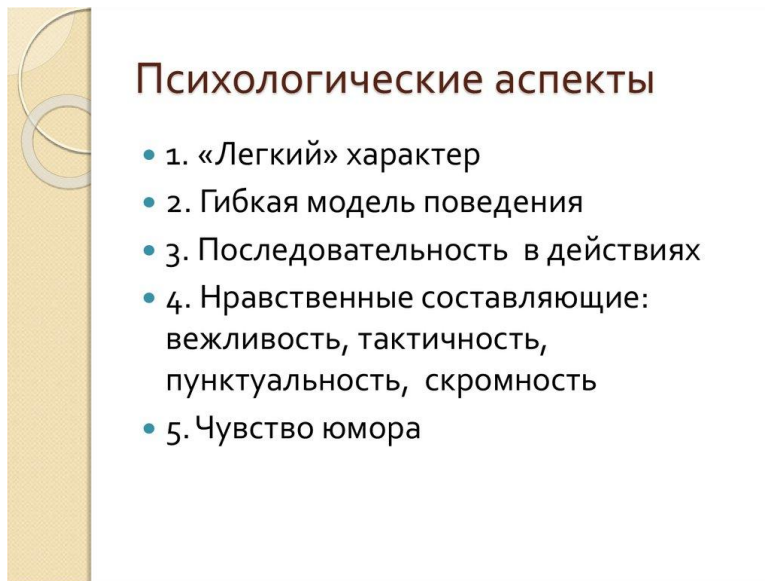 Психологические аспекты
• 1. «Легкий» характер
• 2. Гибкая модель поведения
• 3. Последовательность в действиях
• 4. Нравственные составляющие:
вежливость, тактичность,
пунктуальность, скромность
• 5. Чувство юмора